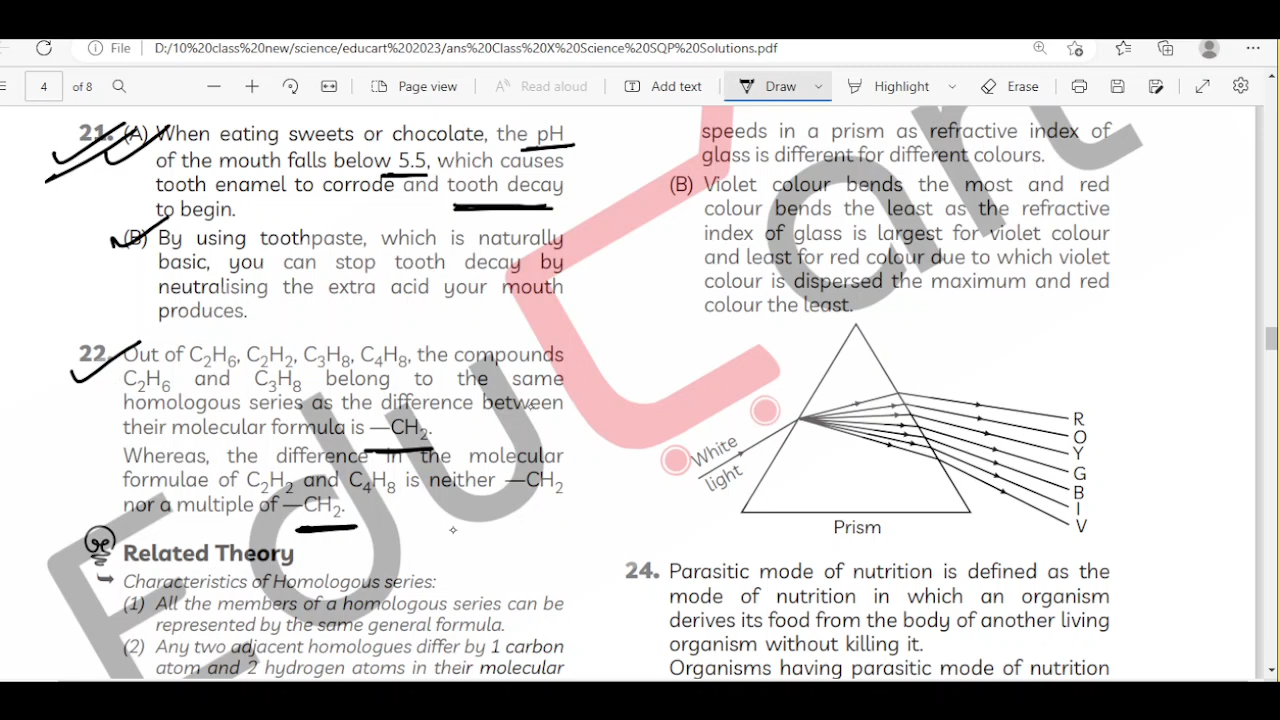 File D:/10%20class%20new/science/educart%202023/ans%20Class%20X%20Science%20SQP%20Solutions.pdf
4 of 8 Page view Read aloud Add text Draw Highlight Erase
21. (A) When eating sweets or chocolate, the pH
of the mouth falls below 5.5, which causes
tooth enamel to corrode and tooth decay
to begin.
(B) By using toothpaste, which is naturally
basic, you can stop tooth decay by
neutralising the extra acid your mouth
produces.
22. Out of C₂H₆, C₂H₂, C₃H₈, C₄H₈, the compounds
C₂H₆ and C₃H₈ belong to the same
homologous series as the difference between
their molecular formula is —CH₂.
Whereas, the difference in the molecular
formulae of C₂H₂ and C₄H₈ is neither —CH₂
nor a multiple of —CH₂.
Related Theory
Characteristics of Homologous series:
(1) All the members of a homologous series can be
represented by the same general formula.
(2) Any two adjacent homologues differ by 1 carbon
atom and 2 hydrogen atoms in their molecular
speeds in a prism as refractive index of
glass is different for different colours.
(B) Violet colour bends the most and red
colour bends the least as the refractive
index of glass is largest for violet colour
and least for red colour due to which violet
colour is dispersed the maximum and red
colour the least.
White
light
R
O
Y
G
B
I
V
Prism
24. Parasitic mode of nutrition is defined as the
mode of nutrition in which an organism
derives its food from the body of another living
organism without killing it.
Organisms having parasitic mode of nutrition
Educart